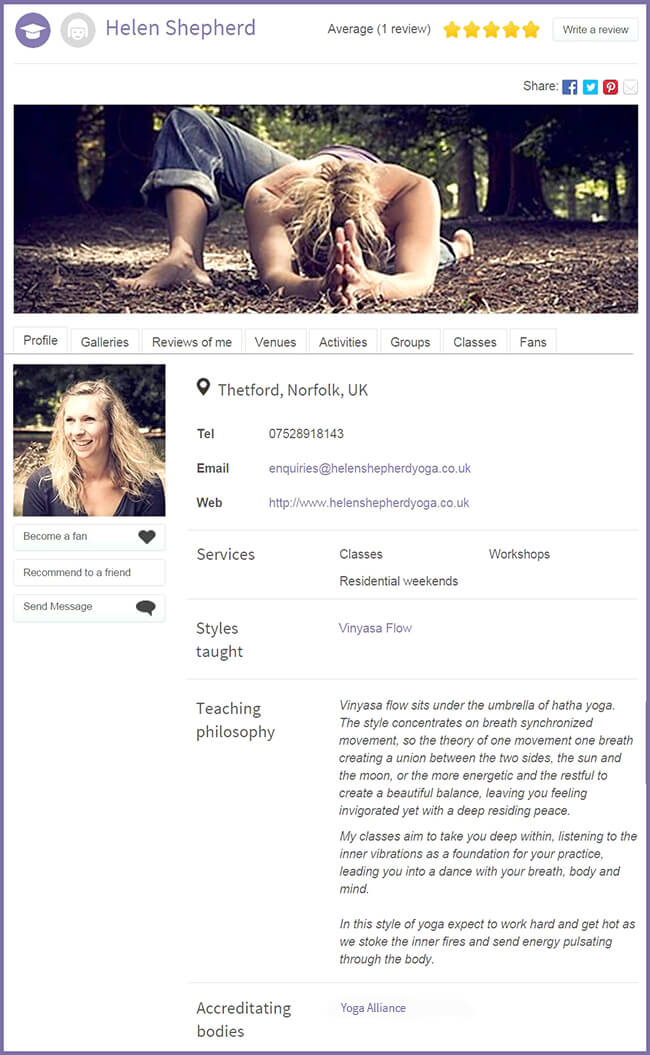 Helen Shepherd
Average (1 review)
Write a review
Share:
Profile
Galleries
Reviews of me
Venues
Activities
Groups
Classes
Fans
Thetford, Norfolk, UK
Tel 07528918143
Email enquiries@helenshepherdyoga.co.uk
Web http://www.helenshepherdyoga.co.uk
Become a fan
Recommend to a friend
Send Message
Services
Classes
Workshops
Residential weekends
Styles
taught
Vinyasa Flow
Teaching
philosophy
Vinyasa flow sits under the umbrella of hatha yoga.
The style concentrates on breath synchronized
movement, so the theory of one movement one breath
creating a union between the two sides, the sun and
the moon, or the more energetic and the restful to
create a beautiful balance, leaving you feeling
invigorated yet with a deep residing peace.
My classes aim to take you deep within, listening to the
inner vibrations as a foundation for your practice,
leading you into a dance with your breath, body and
mind.
In this style of yoga expect to work hard and get hot as
we stoke the inner fires and send energy pulsating
through the body.
Accreditating
bodies
Yoga Alliance